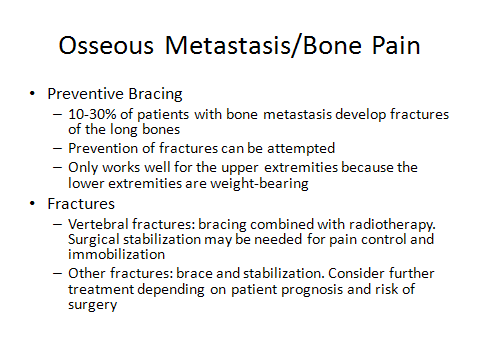 Osseous Metastasis/Bone Pain
• Preventive Bracing
– 10-30% of patients with bone metastasis develop fractures
of the long bones
– Prevention of fractures can be attempted
– Only works well for the upper extremities because the
lower extremities are weight-bearing
• Fractures
– Vertebral fractures: bracing combined with radiotherapy.
Surgical stabilization may be needed for pain control and
immobilization
– Other fractures: brace and stabilization. Consider further
treatment depending on patient prognosis and risk of
surgery